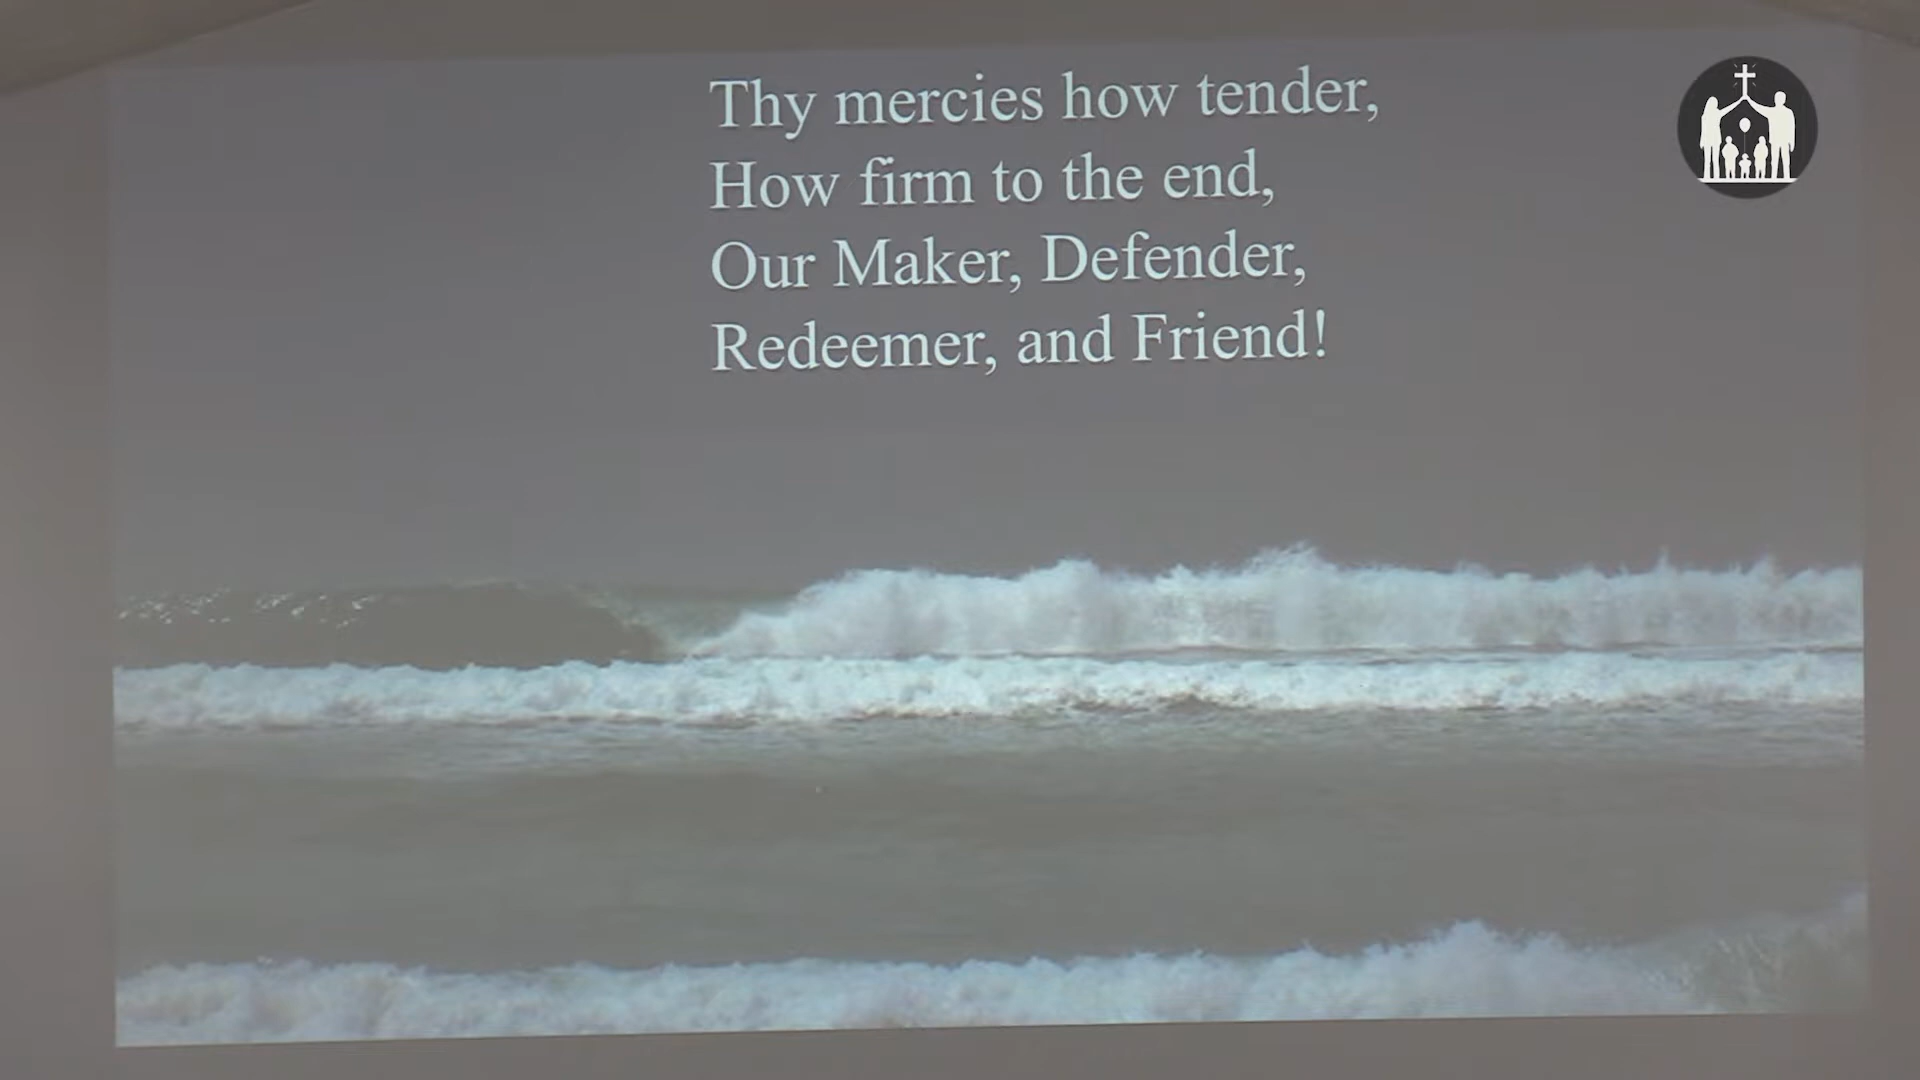 Thy mercies how tender,
How firm to the end,
Our Maker, Defender,
Redeemer, and Friend!